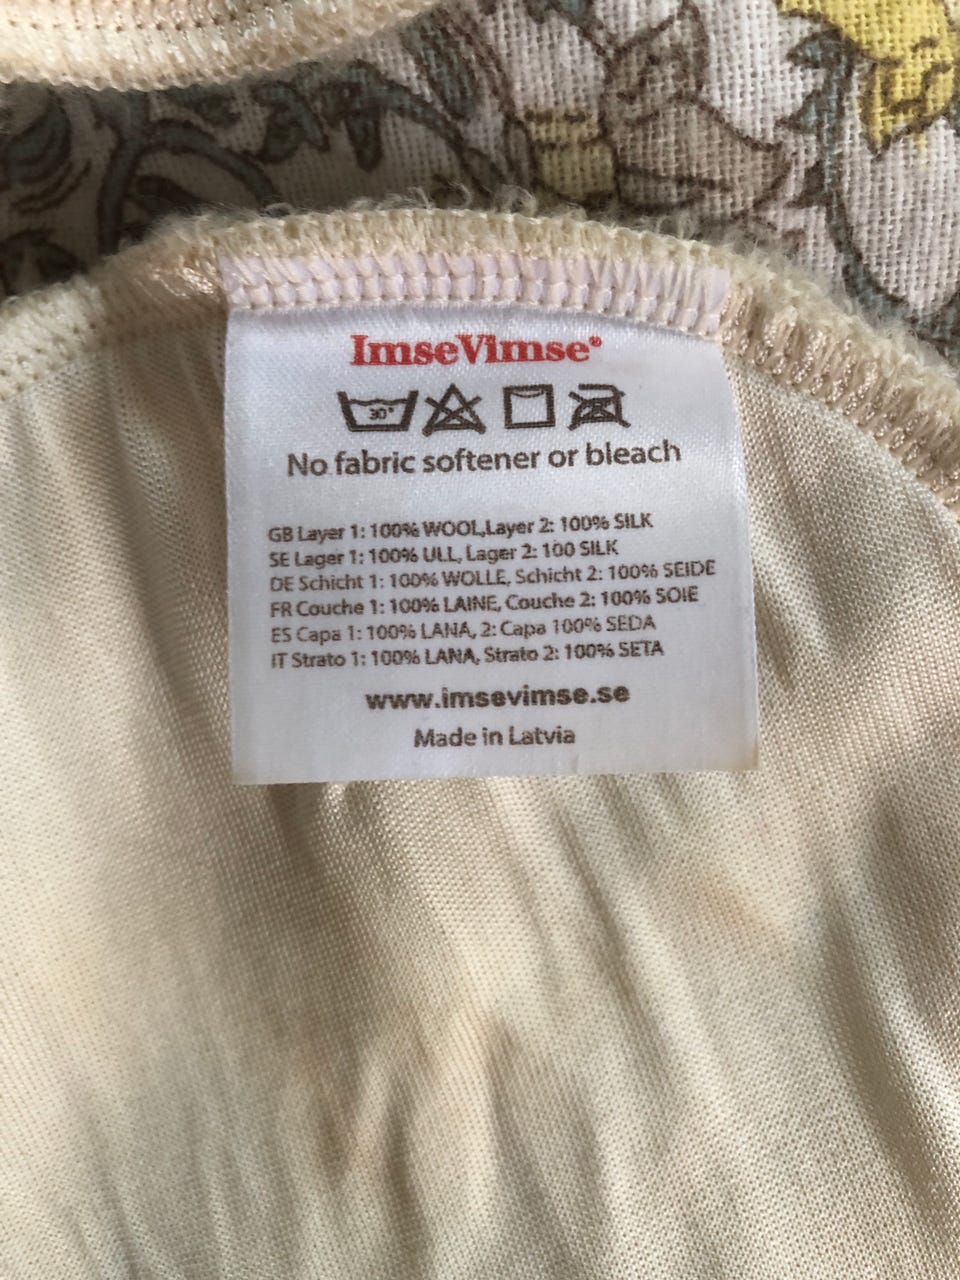 ImseVimse®
30°
No fabric softener or bleach
GB Layer 1: 100% WOOL,Layer 2: 100% SILK
SE Lager 1: 100% ULL, Lager 2: 100 SILK
DE Schicht 1: 100% WOLLE, Schicht 2: 100% SEIDE
FR Couche 1: 100% LAINE, Couche 2: 100% SOIE
ES Capa 1: 100% LANA, 2: Capa 100% SEDA
IT Strato 1: 100% LANA, Strato 2: 100% SETA
www.imsevimse.se
Made in Latvia